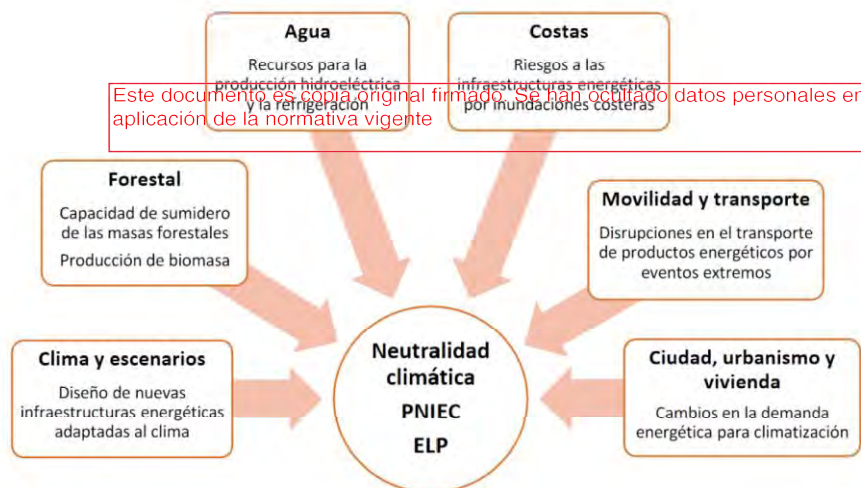 Agua
Recursos para la
producción hidroeléctrica
y la refrigeración
Costas
Riesgos a las
infraestructuras energéticas
por inundaciones costeras
Este documento es copia original firmado. Se han ocultado datos personales en
aplicación de la normativa vigente
Forestal
Capacidad de sumidero
de las masas forestales
Producción de biomasa
Movilidad y transporte
Disrupciones en el transporte
de productos energéticos por
eventos extremos
Clima y escenarios
Diseño de nuevas
infraestructuras energéticas
adaptadas al clima
Neutralidad
climática
PNIEC
ELP
Ciudad, urbanismo y
vivienda
Cambios en la demanda
energética para climatización